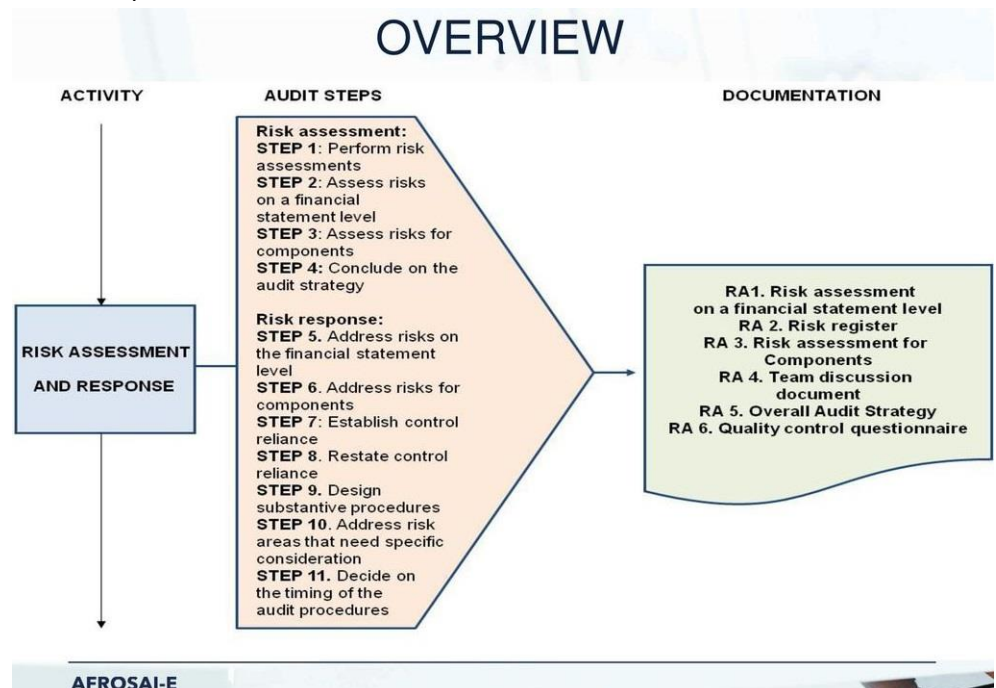 OVERVIEW
ACTIVITY
AUDIT STEPS
DOCUMENTATION
RISK ASSESSMENT
AND RESPONSE
Risk assessment:
STEP 1: Perform risk
assessments
STEP 2: Assess risks
on a financial
statement level
STEP 3: Assess risks for
components
STEP 4: Conclude on the
audit strategy
Risk response:
STEP 5. Address risks on
the financial statement
level
STEP 6. Address risks for
components
STEP 7: Establish control
reliance
STEP 8. Restate control
reliance
STEP 9. Design
substantive procedures
STEP 10. Address risk
areas that need specific
consideration
STEP 11. Decide on
the timing of the
audit procedures
RA1. Risk assessment
on a financial statement level
RA 2. Risk register
RA 3. Risk assessment for
Components
RA 4. Team discussion
document
RA 5. Overall Audit Strategy
RA 6. Quality control questionnaire
AFROSAI-E